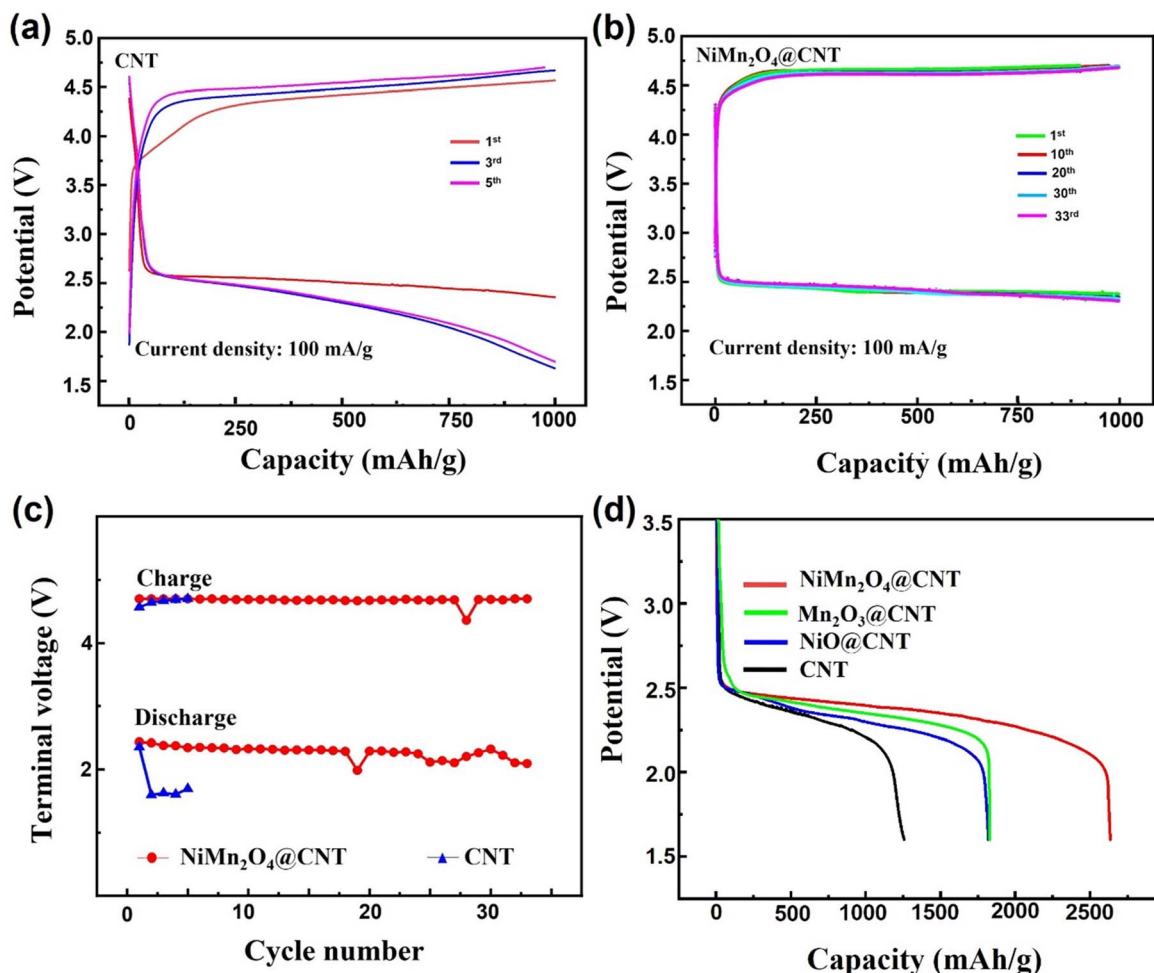 (a)
CNT
5.0
4.5
4.0
3.5
3.0
2.5
2.0
1.5
Potential (V)
1st
3rd
5th
Current density: 100 mA/g
0 250 500 750 1000
Capacity (mAh/g)
(b)
NiMn₂O₄@CNT
5.0
4.5
4.0
3.5
3.0
2.5
2.0
1.5
Potential (V)
1st
10th
20th
30th
33rd
Current density: 100 mA/g
0 250 500 750 1000
Capacity (mAh/g)
(c)
Charge
Discharge
4
2
Terminal voltage (V)
NiMn₂O₄@CNT CNT
0 10 20 30
Cycle number
(d)
3.5
3.0
2.5
2.0
1.5
Potential (V)
NiMn₂O₄@CNT
Mn₂O₃@CNT
NiO@CNT
CNT
0 500 1000 1500 2000 2500
Capacity (mAh/g)